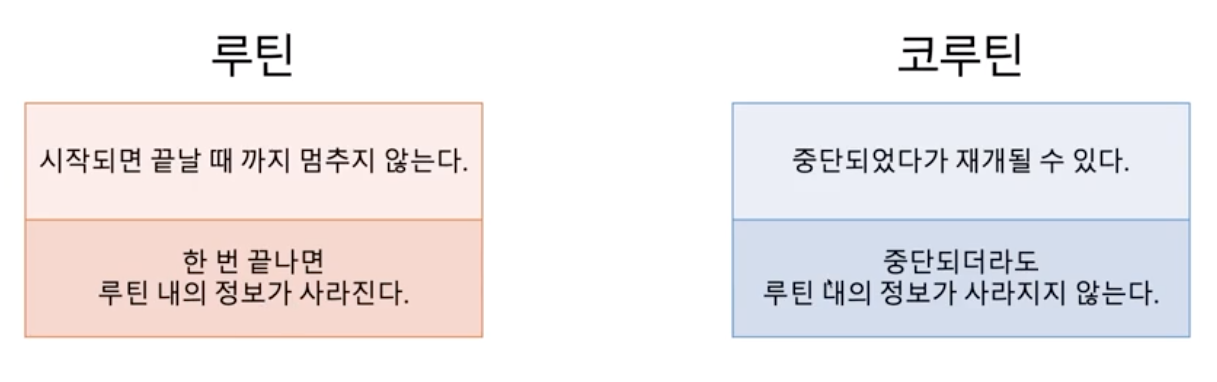 루틴
시작되면 끝날 때 까지 멈추지 않는다.
한 번 끝나면
루틴 내의 정보가 사라진다.
코루틴
중단되었다가 재개될 수 있다.
중단되더라도
루틴 내의 정보가 사라지지 않는다.